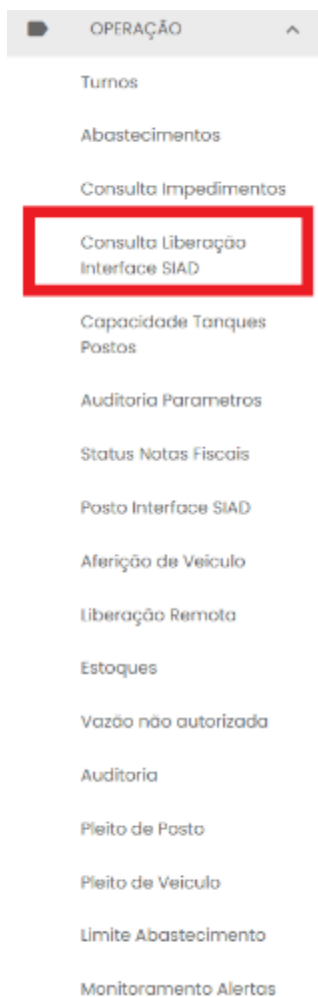 OPERAÇÃO
Turnos
Abastecimentos
Consulta Impedimentos
Consulta Liberação
Interface SIAD
Capacidade Tanques
Postos
Auditoria Parametros
Status Notas Fiscais
Posto Interface SIAD
Aferição de Veiculo
Liberação Remota
Estoques
Vazão não autorizada
Auditoria
Pleito de Posto
Pleito de Veiculo
Limite Abastecimento
Monitoramento Alertas